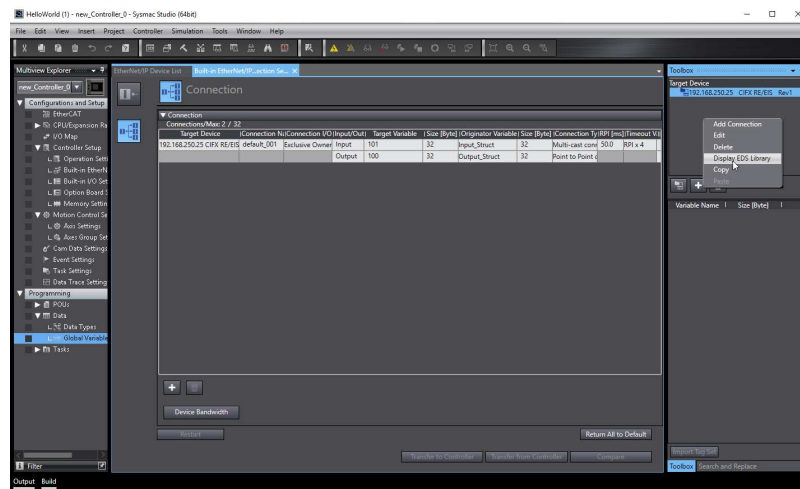 HelloWorld (1) - new_Controller_0 - Sysmac Studio (64bit)
File Edit View Insert Project Controller Simulation Tools Window Help
Multiview Explorer
new_Controller_0
Configurations and Setup
EtherCAT
CPU/Expansion Ra
I/O Map
Controller Setup
Operation Setti
Built-in EtherN
Built-in I/O Set
Option Board S
Memory Settin
Motion Control Se
Axis Settings
Axes Group Set
Cam Data Settings
Event Settings
Task Settings
Data Trace Setting
Programming
POUs
Data
Data Types
Global Variable
Tasks
Filter
EtherNet/IP Device List Built-in EtherNet/IP...ection Se... X
Connection
Connection
Connections/Max: 2 / 32
Target Device |Connection Na|Connection I/O|Input/Out| Target Variable |Size [Byte]|Originator Variable|Size [Byte]|Connection Ty|RPI [ms]|Timeout V
192.168.250.25 CIFX RE/EIS default_001 Exclusive Owner Input 101 32 Input_Struct 32 Multi-cast conn 50.0 RPI x 4
Output 100 32 Output_Struct 32 Point to Point c
Device Bandwidth
Restart
Return All to Default
Transfer to Controller Transfer from Controller Compare
Toolbox
Target Device
192.168.250.25 CIFX RE/EIS Rev1
Add Connection
Edit
Delete
Display EDS Library
Copy
Paste
Variable Name | Size [Byte]
Import Tag Set
Toolbox Search and Replace
Output Build